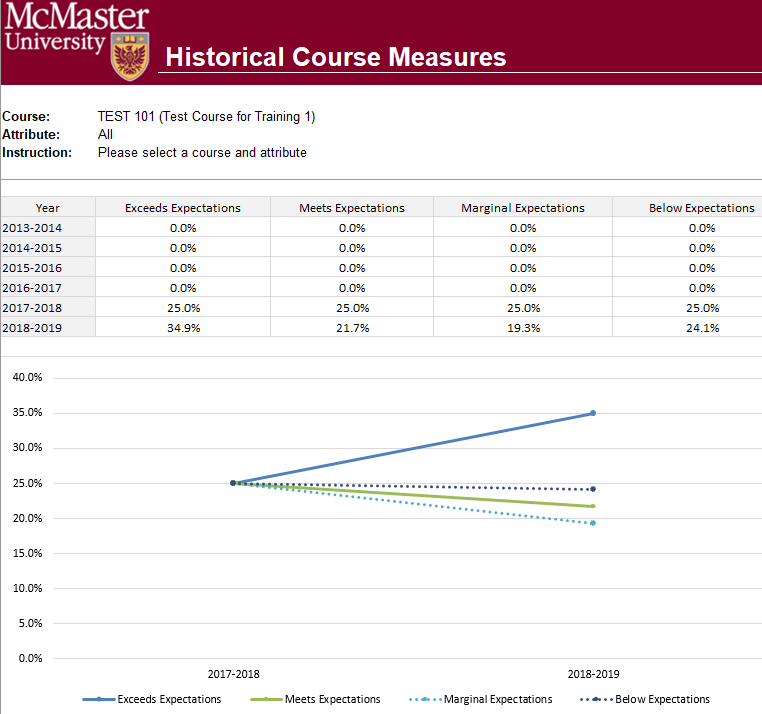 McMaster
University
Historical Course Measures
Course: TEST 101 (Test Course for Training 1)
Attribute: All
Instruction: Please select a course and attribute
Year Exceeds Expectations Meets Expectations Marginal Expectations Below Expectations
2013-2014 0.0% 0.0% 0.0% 0.0%
2014-2015 0.0% 0.0% 0.0% 0.0%
2015-2016 0.0% 0.0% 0.0% 0.0%
2016-2017 0.0% 0.0% 0.0% 0.0%
2017-2018 25.0% 25.0% 25.0% 25.0%
2018-2019 34.9% 21.7% 19.3% 24.1%
40.0%
35.0%
30.0%
25.0%
20.0%
15.0%
10.0%
5.0%
0.0%
2017-2018 2018-2019
Exceeds Expectations Meets Expectations Marginal Expectations Below Expectations